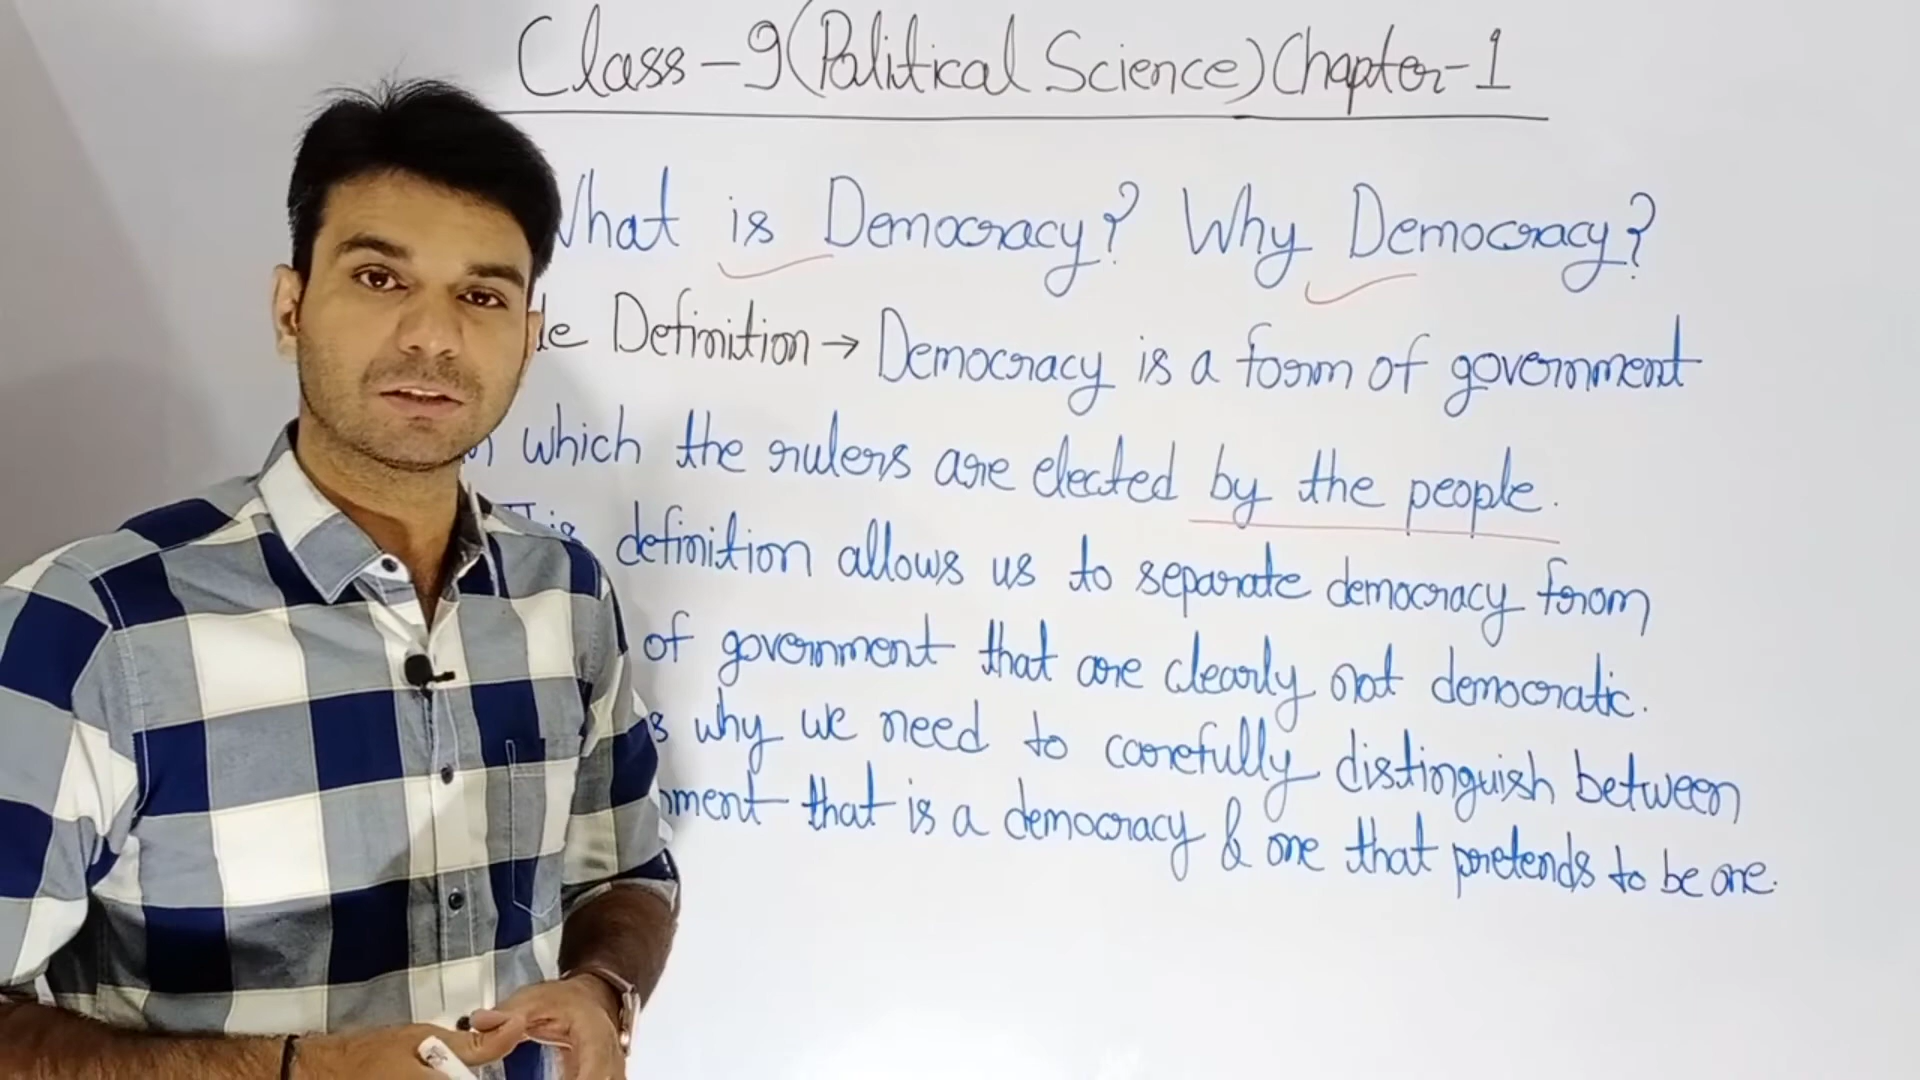 Class-9(Political Science)Chapter-1
What is Democracy? Why Democracy?
Definition → Democracy is a form of government
which the rulers are elected by the people.
definition allows us to separate democracy from
of government that are clearly not democratic.
why we need to carefully distinguish between
that is a democracy & one that pretends to be one.